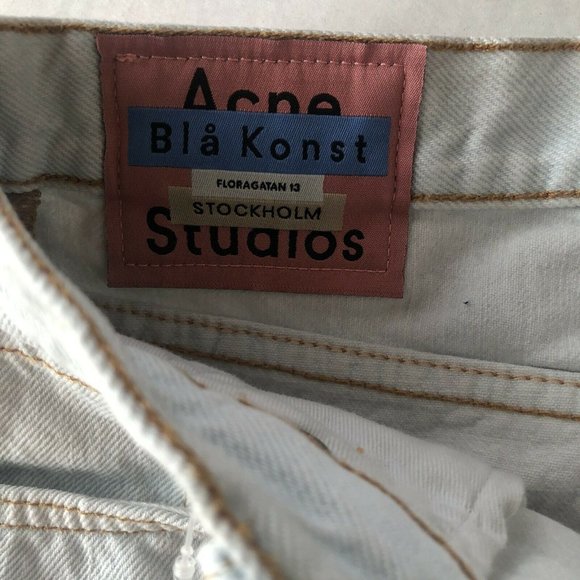 Acne
Blå Konst
FLORAGATAN 13
STOCKHOLM
Studios